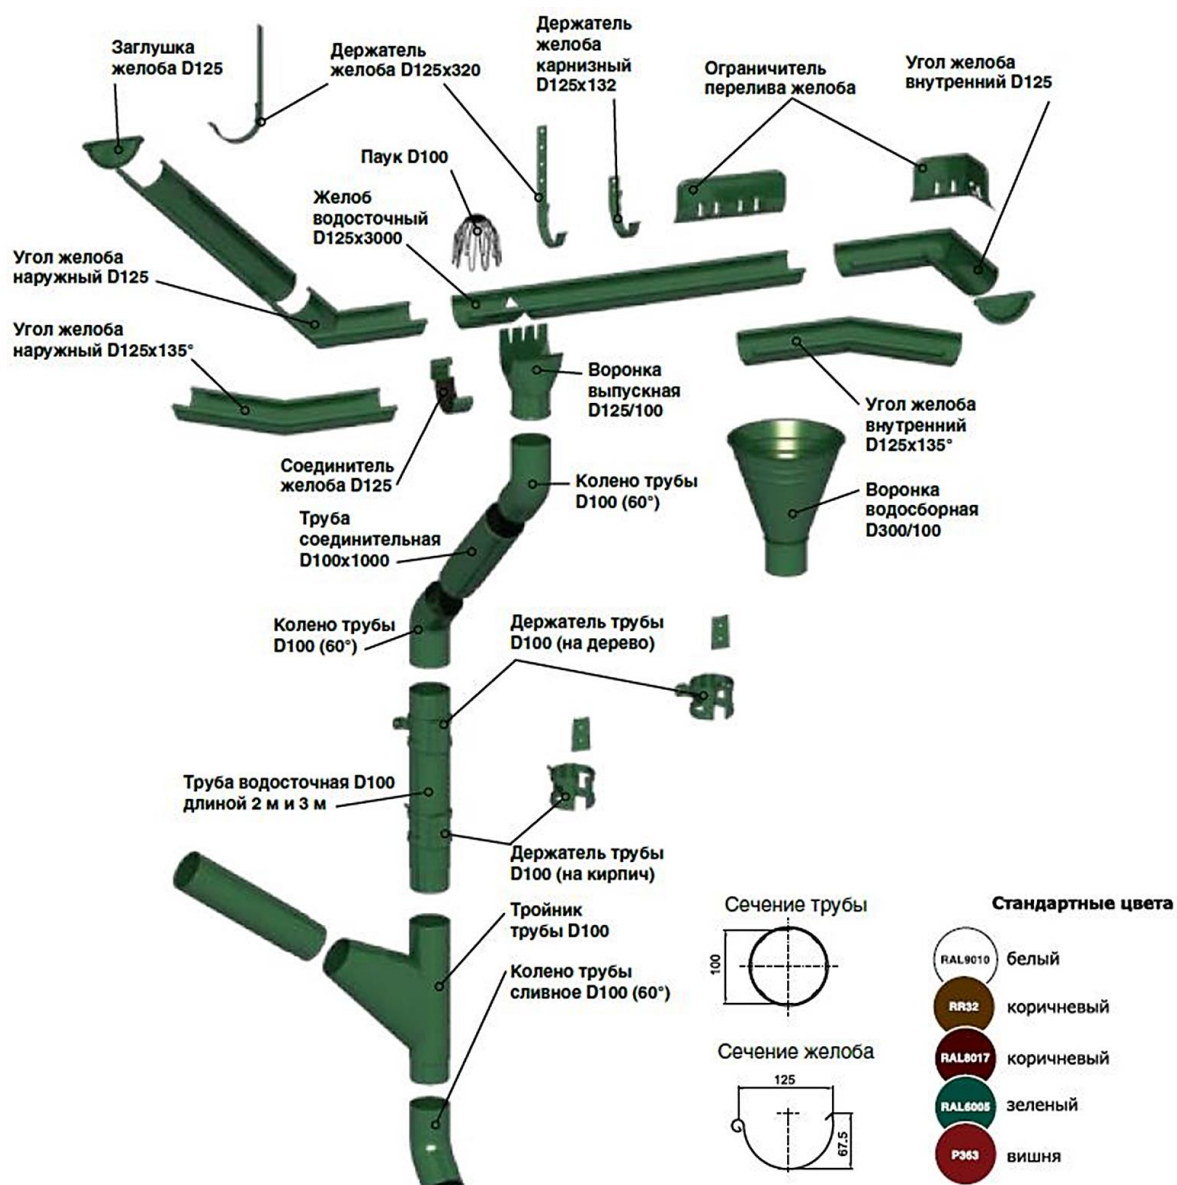 Заглушка
желоба D125
Держатель
желоба D125x320
Держатель
желоба
карнизный
D125x132
Ограничитель
перелива желоба
Угол желоба
внутренний D125
Паук D100
Желоб
водосточный
D125x3000
Угол желоба
наружный D125
Угол желоба
наружный D125x135°
Воронка
выпускная
D125/100
Угол желоба
внутренний
D125x135°
Соединитель
желоба D125
Колено трубы
D100 (60°)
Воронка
водосборная
D300/100
Труба
соединительная
D100x1000
Колено трубы
D100 (60°)
Держатель трубы
D100 (на дерево)
Труба водосточная D100
длиной 2 м и 3 м
Держатель трубы
D100 (на кирпич)
Тройник
трубы D100
Колено трубы
сливное D100 (60°)
Сечение трубы
100
Сечение желоба
125
67.5
Стандартные цвета
RAL9010 белый
RR32 коричневый
RAL8017 коричневый
RAL6005 зеленый
P363 вишня